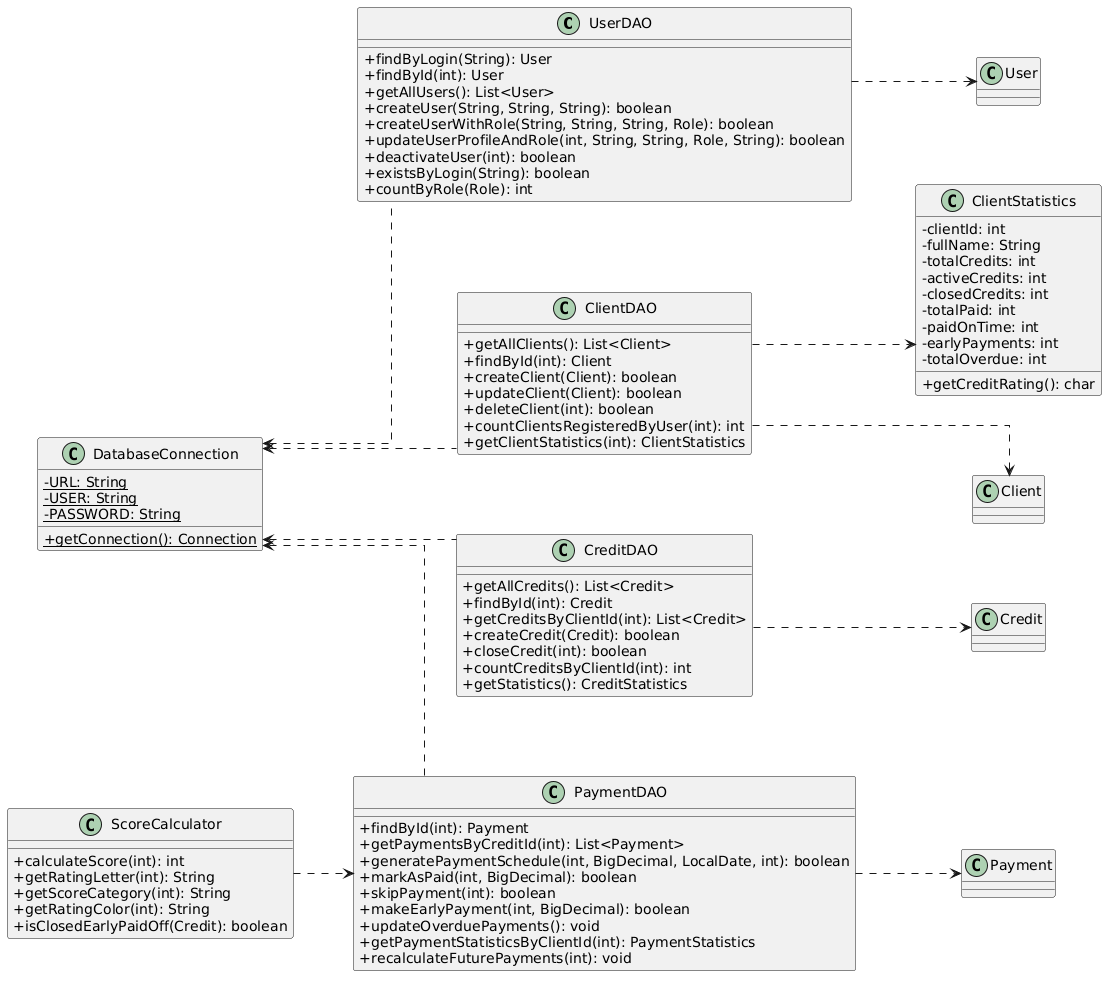 C UserDAO
+findByLogin(String): User
+findById(int): User
+getAllUsers(): List<User>
+createUser(String, String, String): boolean
+createUserWithRole(String, String, String, Role): boolean
+updateUserProfileAndRole(int, String, String, Role, String): boolean
+deactivateUser(int): boolean
+existsByLogin(String): boolean
+countByRole(Role): int
C User
C ClientStatistics
-clientId: int
-fullName: String
-totalCredits: int
-activeCredits: int
-closedCredits: int
-totalPaid: int
-paidOnTime: int
-earlyPayments: int
-totalOverdue: int
+getCreditRating(): char
C ClientDAO
+getAllClients(): List<Client>
+findById(int): Client
+createClient(Client): boolean
+updateClient(Client): boolean
+deleteClient(int): boolean
+countClientsRegisteredByUser(int): int
+getClientStatistics(int): ClientStatistics
C DatabaseConnection
-URL: String
-USER: String
-PASSWORD: String
+getConnection(): Connection
C Client
C CreditDAO
+getAllCredits(): List<Credit>
+findById(int): Credit
+getCreditsByClientId(int): List<Credit>
+createCredit(Credit): boolean
+closeCredit(int): boolean
+countCreditsByClientId(int): int
+getStatistics(): CreditStatistics
C Credit
C ScoreCalculator
+calculateScore(int): int
+getRatingLetter(int): String
+getScoreCategory(int): String
+getRatingColor(int): String
+isClosedEarlyPaidOff(Credit): boolean
C PaymentDAO
+findById(int): Payment
+getPaymentsByCreditId(int): List<Payment>
+generatePaymentSchedule(int, BigDecimal, LocalDate, int): boolean
+markAsPaid(int, BigDecimal): boolean
+skipPayment(int): boolean
+makeEarlyPayment(int, BigDecimal): boolean
+updateOverduePayments(): void
+getPaymentStatisticsByClientId(int): PaymentStatistics
+recalculateFuturePayments(int): void
C Payment